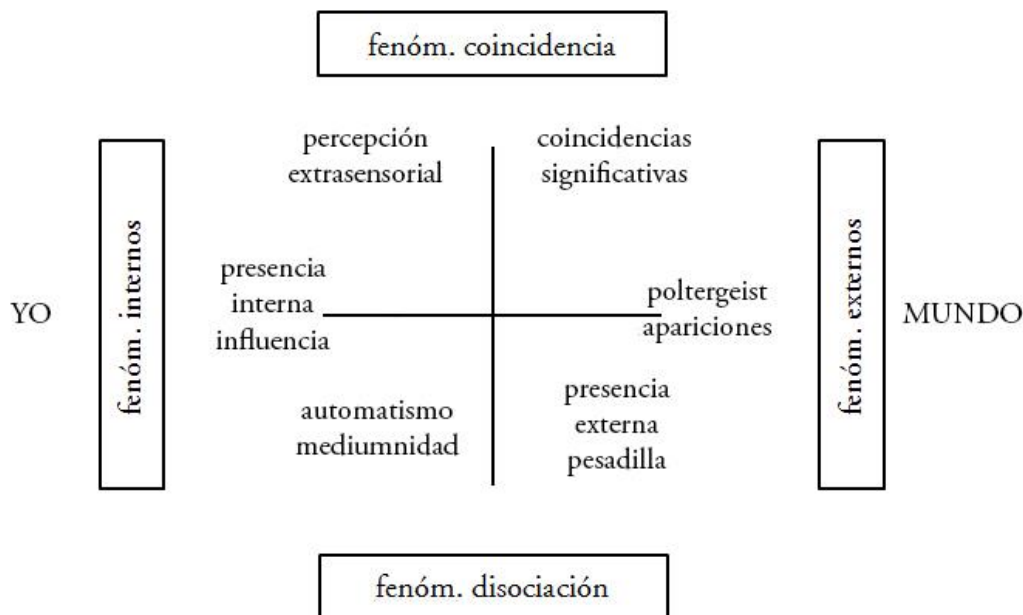 fenóm. coincidencia
percepción
extrasensorial
coincidencias
significativas
YO
fenóm. internos
presencia
interna
influencia
poltergeist
apariciones
fenóm. externos
MUNDO
automatismo
mediumnidad
presencia
externa
pesadilla
fenóm. disociación